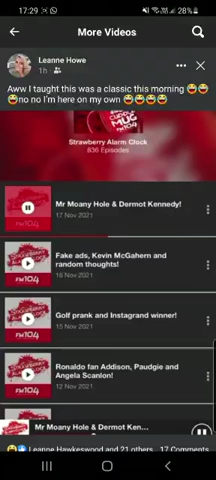 17:29
28%
More Videos
Leanne Howe
1h
Aww I taught this was a classic this morning 😂😂
😂no no I'm here on my own 😂😂😂😂
MUG
FM104
Strawberry Alarm Clock
836 Episodes
Mr Moany Hole & Dermot Kennedy!
17 Nov 2021
FM104
Fake ads, Kevin McGahern and
random thoughts!
16 Nov 2021
FM104
Golf prank and Instagrand winner!
15 Nov 2021
FM104
Ronaldo fan Addison, Paudgie and
Angela Scanlon!
12 Nov 2021
FM104
Mr Moany Hole & Dermot Ken...
Leanne Hawkeswood and 21 others
17 Comments